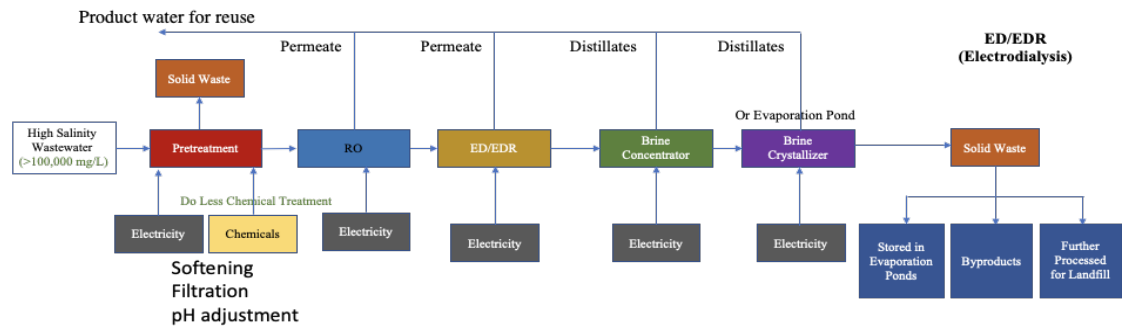 Product water for reuse
Permeate
Permeate
Distillates
Distillates
ED/EDR
(Electrodialysis)
Solid Waste
Or Evaporation Pond
High Salinity
Wastewater
(>100,000 mg/L)
Pretreatment
RO
ED/EDR
Brine
Concentrator
Brine
Crystallizer
Solid Waste
Do Less Chemical Treatment
Electricity
Chemicals
Electricity
Electricity
Electricity
Electricity
Stored in
Evaporation
Ponds
Byproducts
Further
Processed
for Landfill
Softening
Filtration
pH adjustment